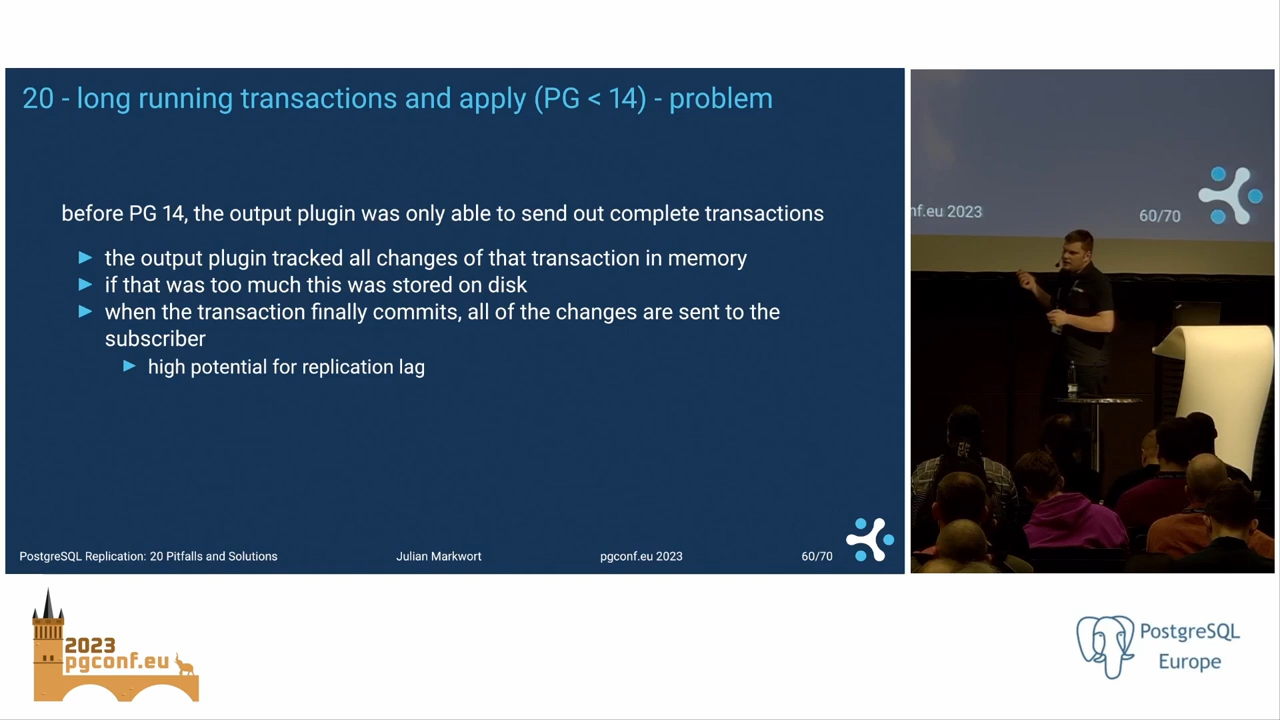 20 - long running transactions and apply (PG < 14) - problem
before PG 14, the output plugin was only able to send out complete transactions
the output plugin tracked all changes of that transaction in memory
if that was too much this was stored on disk
when the transaction finally commits, all of the changes are sent to the
subscriber
high potential for replication lag
PostgreSQL Replication: 20 Pitfalls and Solutions
Julian Markwort
pgconf.eu 2023
60/70
nf.eu 2023
60/70
2023
pgconf.eu
PostgreSQL
Europe